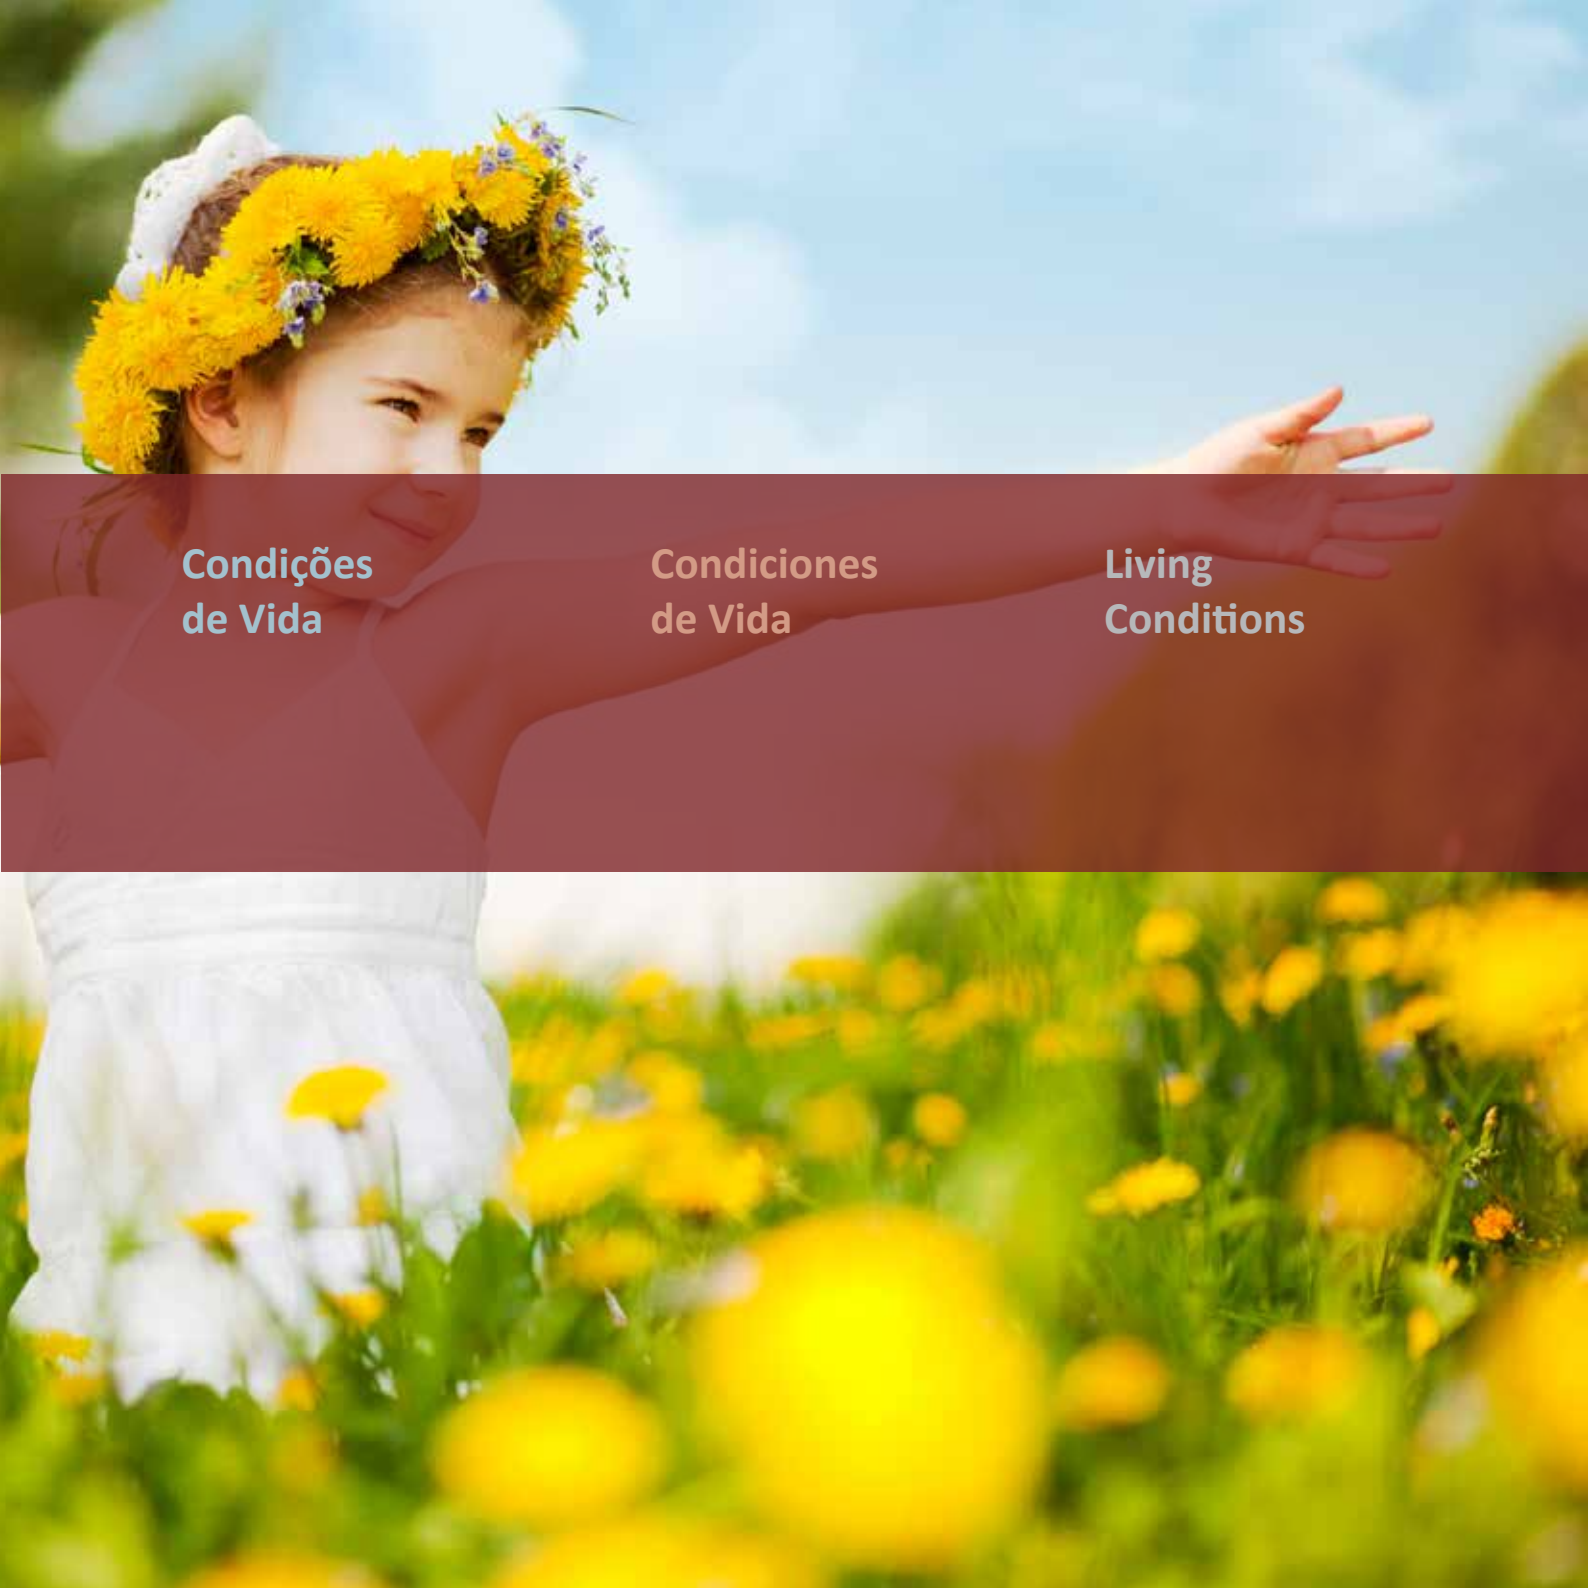 Condições
de Vida
Condiciones
de Vida
Living
Conditions